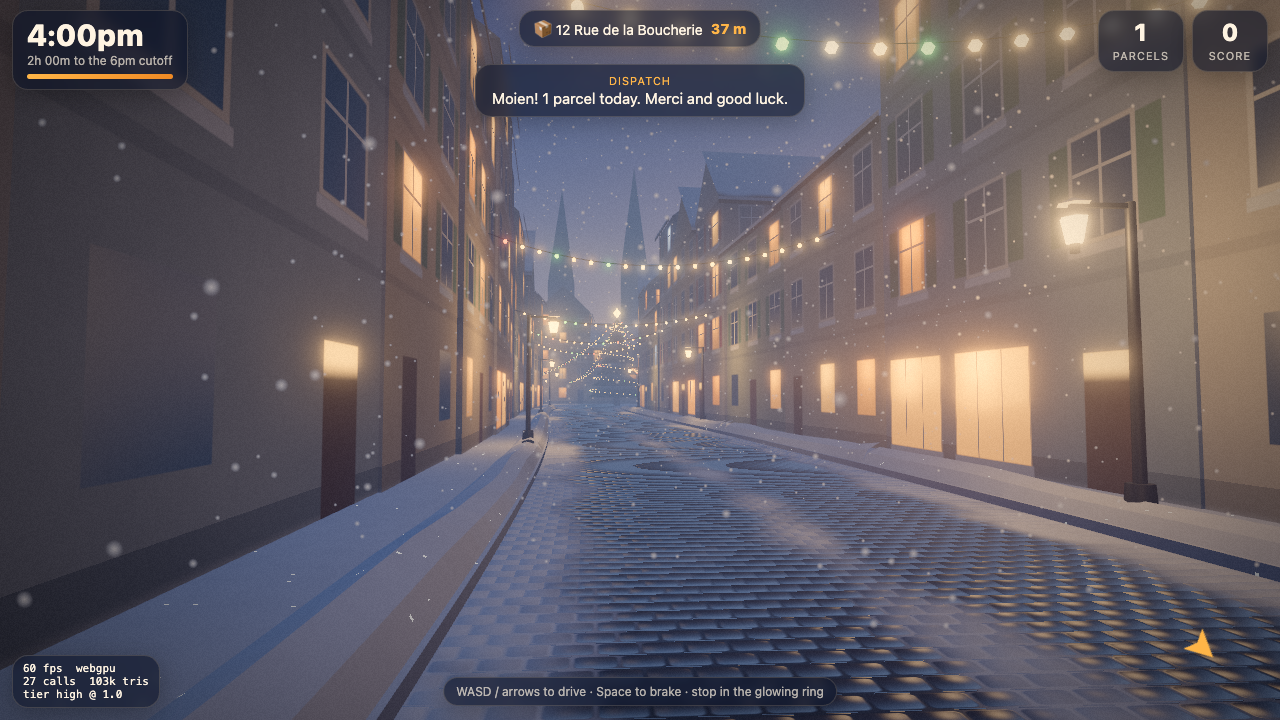 4:00pm
2h 00m to the 6pm cutoff
📦 12 Rue de la Boucherie 37 m
1
PARCELS
0
SCORE
DISPATCH
Moien! 1 parcel today. Merci and good luck.
60 fps webgpu
27 calls 103k tris
tier high @ 1.0
WASD / arrows to drive · Space to brake · stop in the glowing ring